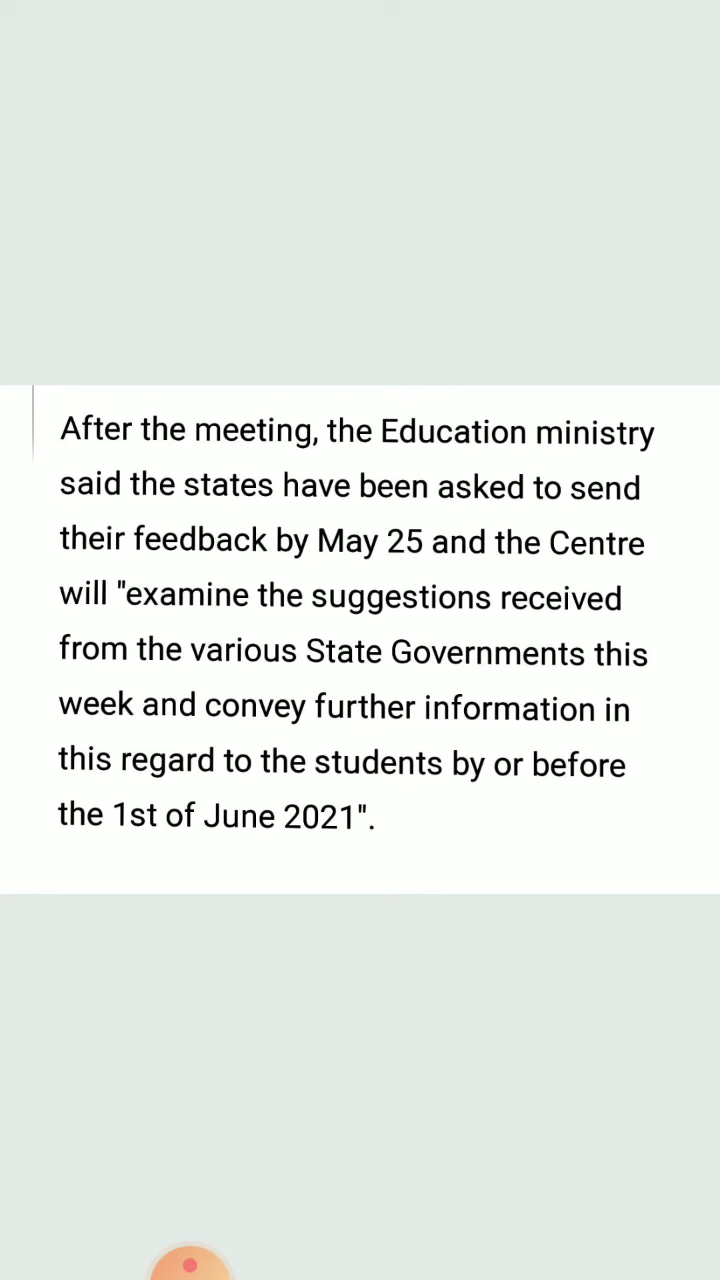 After the meeting, the Education ministry
said the states have been asked to send
their feedback by May 25 and the Centre
will "examine the suggestions received
from the various State Governments this
week and convey further information in
this regard to the students by or before
the 1st of June 2021".